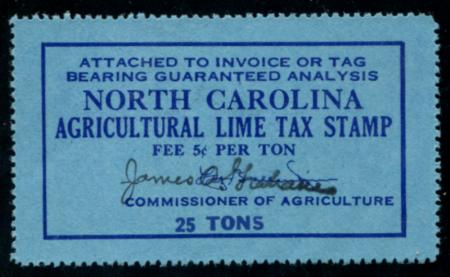 ATTACHED TO INVOICE OR TAG
BEARING GUARANTEED ANALYSIS
NORTH CAROLINA
AGRICULTURAL LIME TAX STAMP
FEE 5¢ PER TON
James
COMMISSIONER OF AGRICULTURE
25 TONS